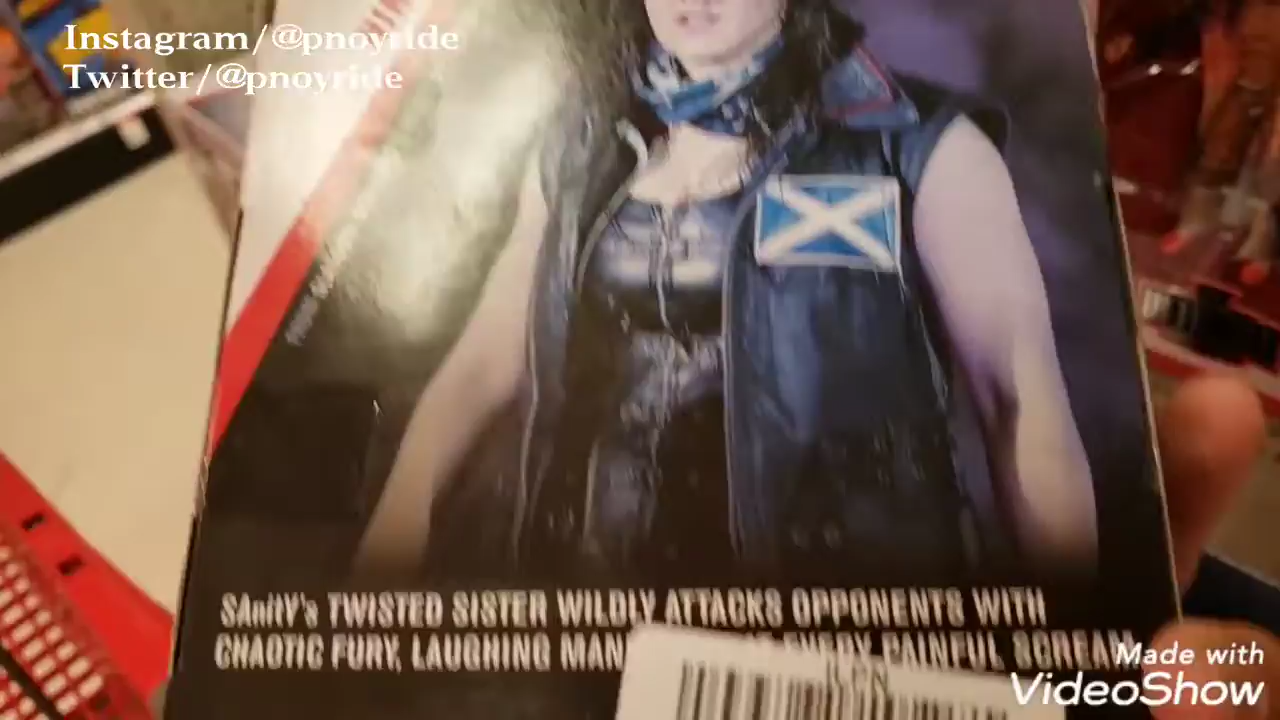 Instagram/@pnoyride
Twitter/@pnoyride
SAnitY's TWISTED SISTER WILDLY ATTACKS OPPONENTS WITH
CHAOTIC FURY, LAUGHING EVERY PAINFUL SCREAM
Made with
VideoShow